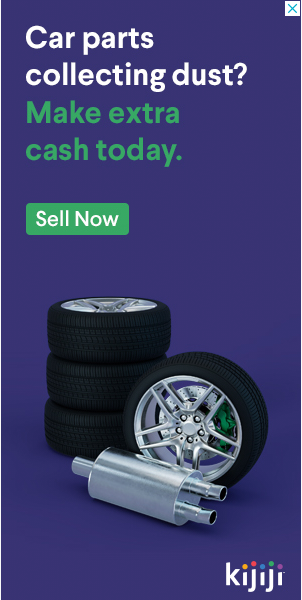 Car parts
collecting dust?
Make extra
cash today.
Sell Now
kijiji